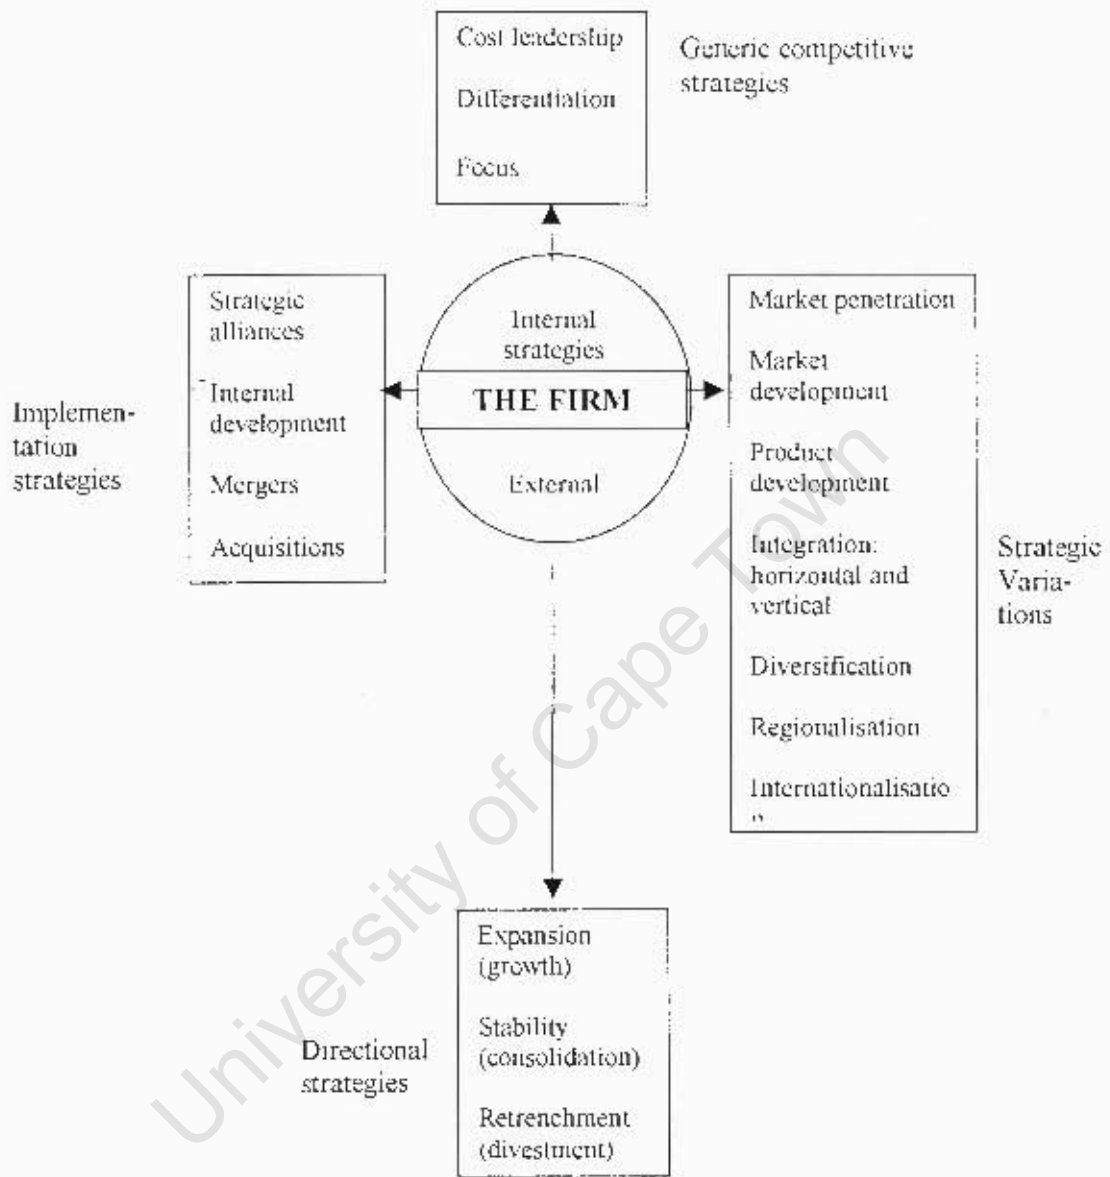 Cost leadership
Differentiation
Focus
Generic competitive
strategies
Strategic
alliances
Internal
development
Mergers
Acquisitions
Implemen-
tation
strategies
Internal
strategies
THE FIRM
External
Market penetration
Market
development
Product
development
Integration:
horizontal and
vertical
Diversification
Regionalisation
Internationalisatio
n
Strategic
Varia-
tions
Expansion
(growth)
Stability
(consolidation)
Retrenchment
(divestment)
Directional
strategies
University of Cape Town